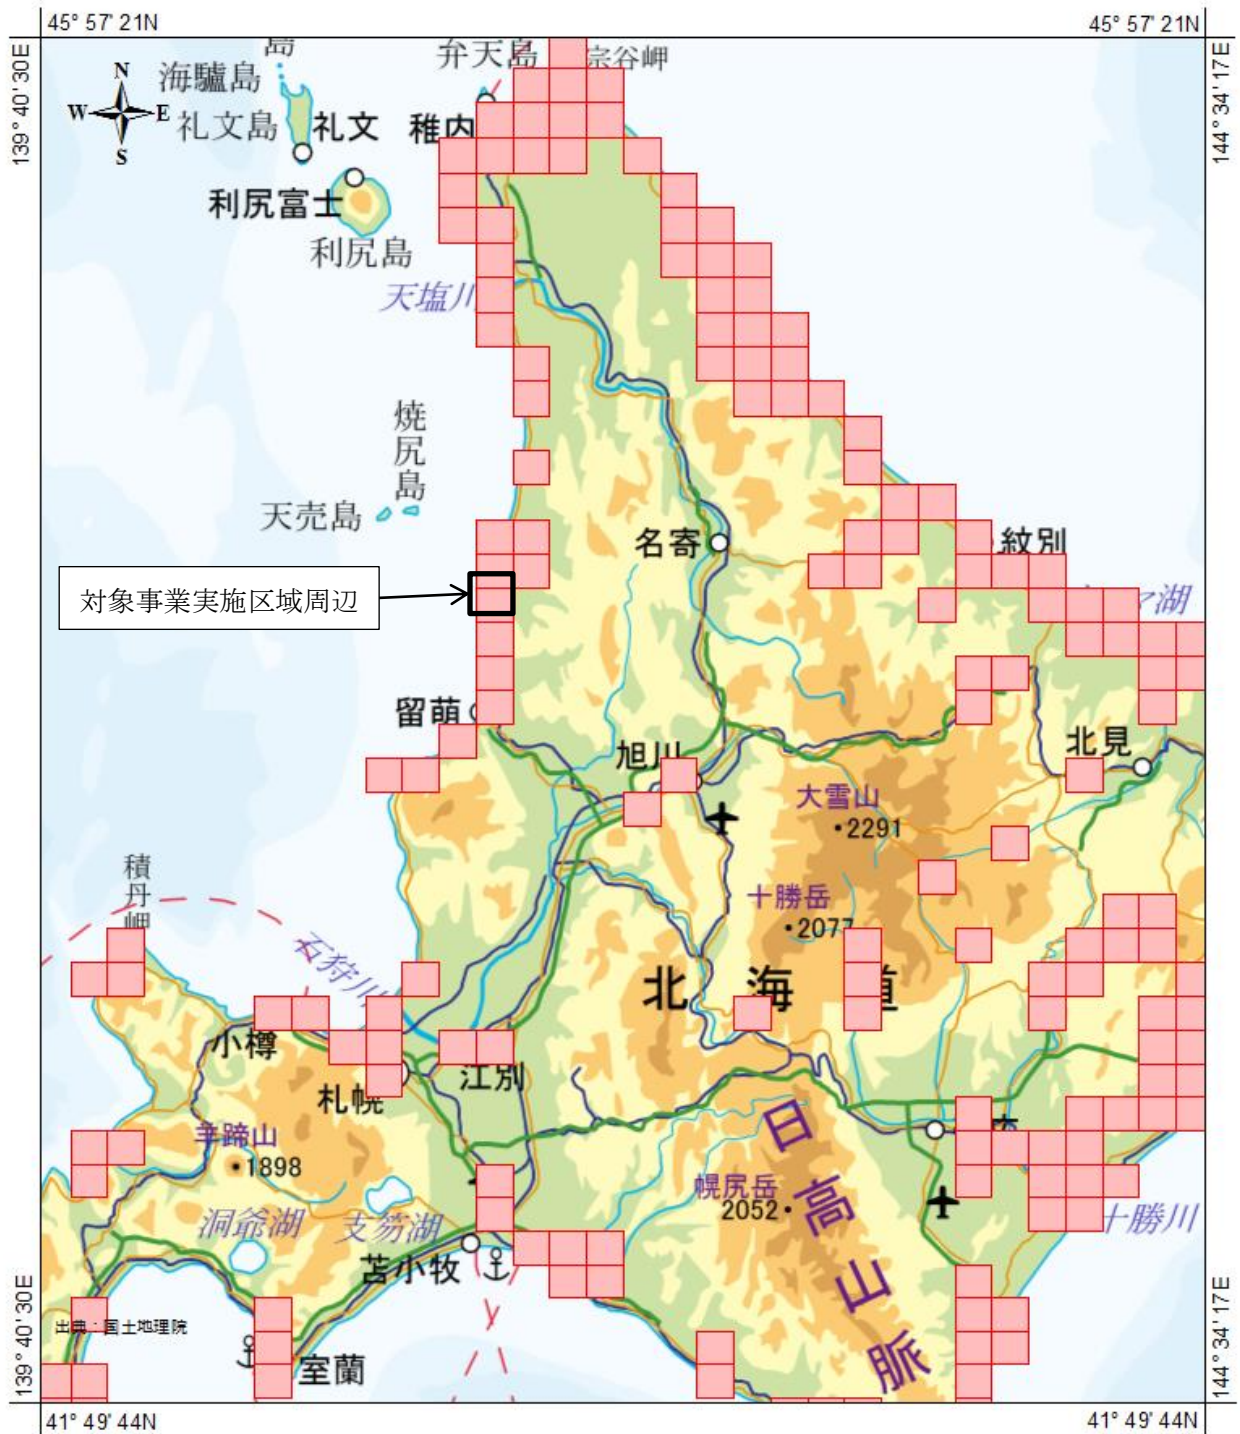 45° 57' 21N
45° 57' 21N
139° 40' 30E
144° 34' 17E
N
W
E
S
島
海驢島
礼文島
礼文
稚内
弁天島
宗谷岬
利尻富士
利尻島
天塩川
焼尻島
天売島
名寄
紋別
対象事業実施区域周辺
マ湖
留萌
旭川
北見
大雪山
・2291
積丹岬
十勝岳
・2077
石狩川
北海道
小樽
江別
札幌
羊蹄山
・1898
日高山脈
幌尻岳
2052・
洞爺湖
支笏湖
十勝川
苫小牧
出典：国土地理院
室蘭
139° 40' 30E
144° 34' 17E
41° 49' 44N
41° 49' 44N